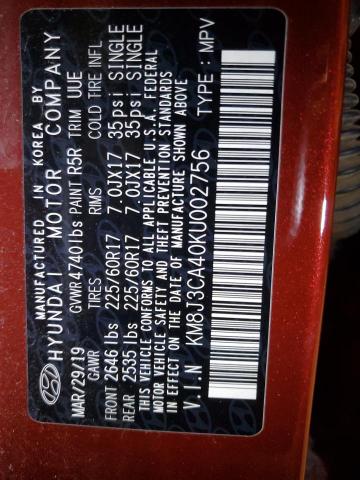 MANUFACTURED IN KOREA BY
HYUNDAI MOTOR COMPANY
MAR/29/19 GVWR 4740 lbs PAINT R5R TRIM UUE
GAWR TIRES RIMS COLD TIRE INFL
FRONT 2646 lbs 225/60R17 7.0JX17 35psi SINGLE
REAR 2535 lbs 225/60R17 7.0JX17 35psi SINGLE
THIS VEHICLE CONFORMS TO ALL APPLICABLE U.S.A. FEDERAL
MOTOR VEHICLE SAFETY AND THEFT PREVENTION STANDARDS
IN EFFECT ON THE DATE OF MANUFACTURE SHOWN ABOVE
V.I.N KM8J3CA40KU002756 TYPE : MPV